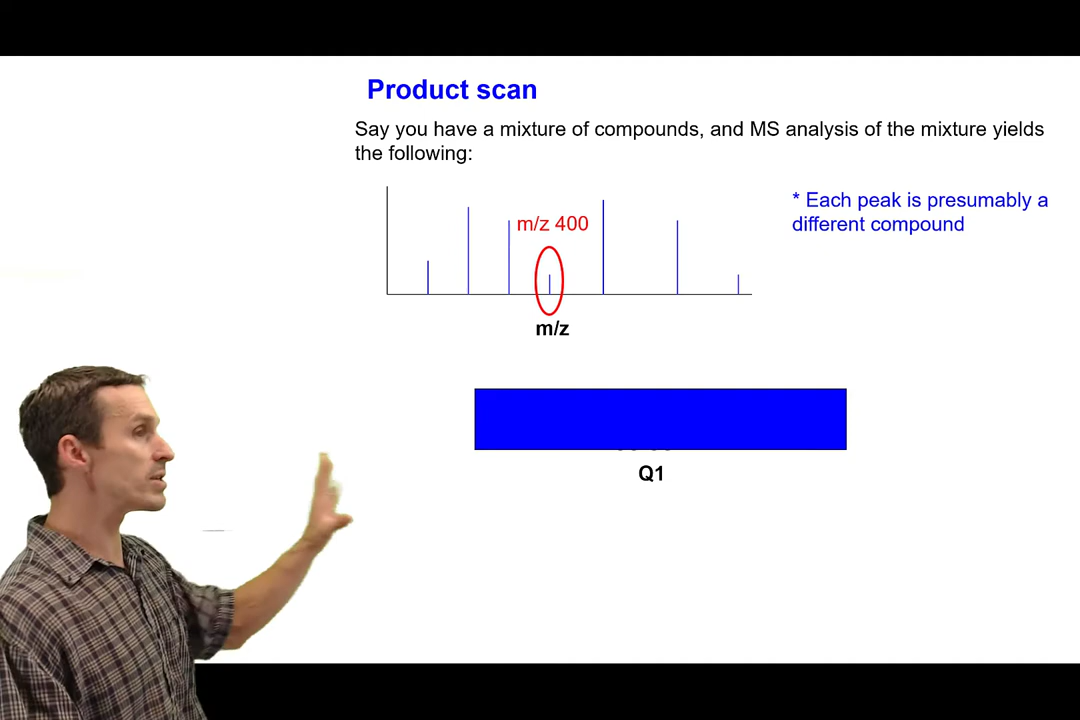 Product scan
Say you have a mixture of compounds, and MS analysis of the mixture yields
the following:
* Each peak is presumably a
different compound
m/z 400
m/z
Q1